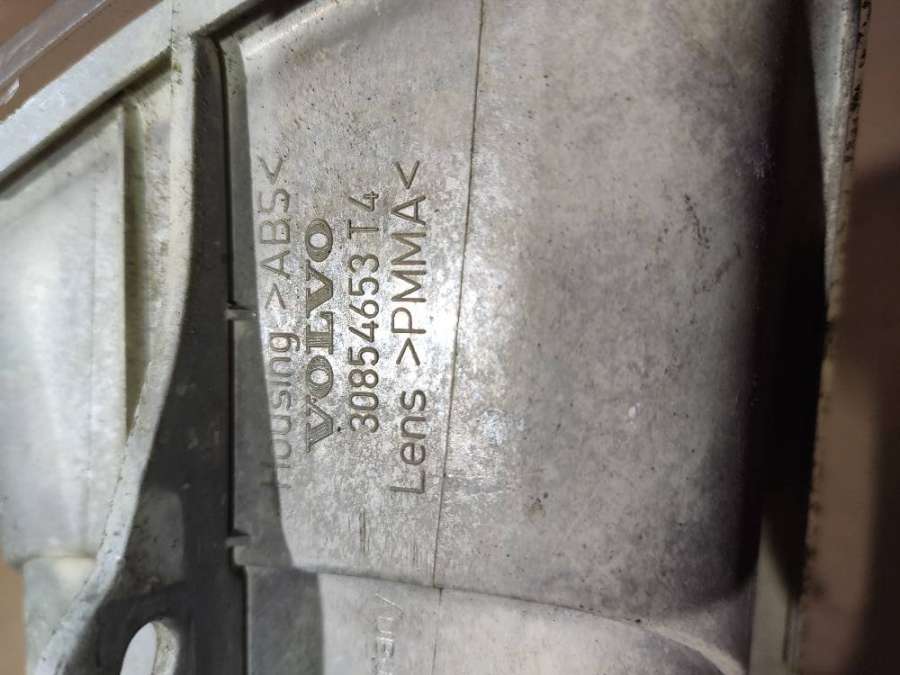 Housing >ABS<
VOLVO
30854653 T4
Lens >PMMA<